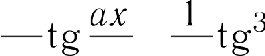 — tg ax — 1 — tg³